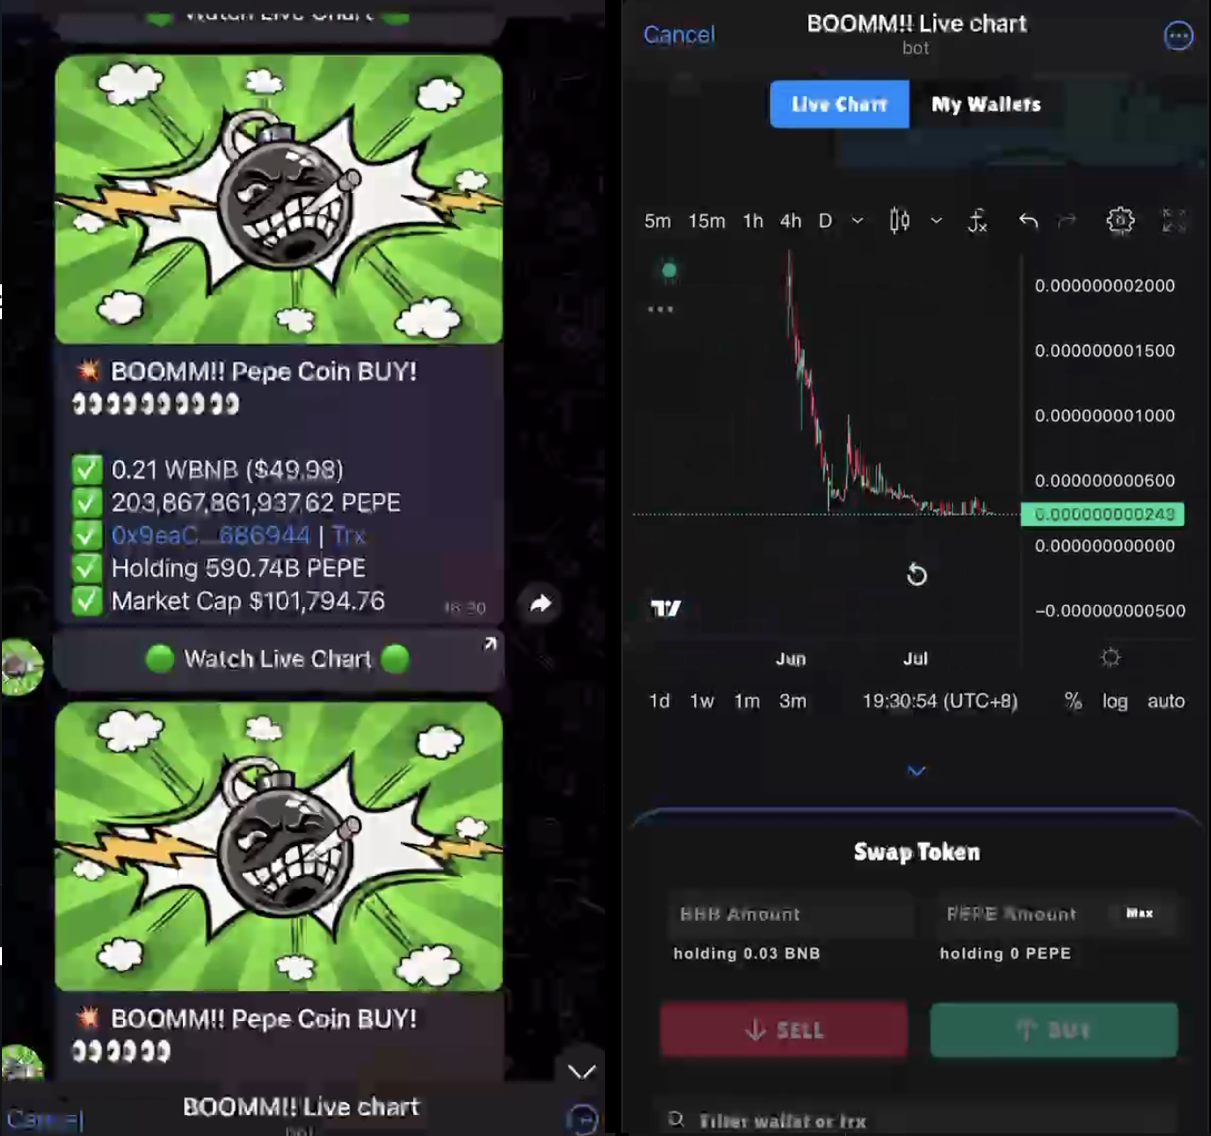 Watch Live Chart
BOOMM!! Pepe Coin BUY!
0.21 WBNB ($49.98)
203,867,861,937.62 PEPE
0x9eaC...686944 | Trx
Holding 590.74B PEPE
Market Cap $101,794.76
Watch Live Chart
BOOMM!! Pepe Coin BUY!
Cancel
BOOMM!! Live chart
bot
Cancel
BOOMM!! Live chart
bot
Live Chart
My Wallets
5m 15m 1h 4h D
0.000000002000
0.000000001500
0.000000001000
0.000000000600
0.000000000243
0.000000000000
−0.000000000500
Jun Jul
1d 1w 1m 3m 19:30:54 (UTC+8) % log auto
Swap Token
BNB Amount
PEPE Amount
Max
holding 0.03 BNB
holding 0 PEPE
SELL
BUY
Filter wallet or trx